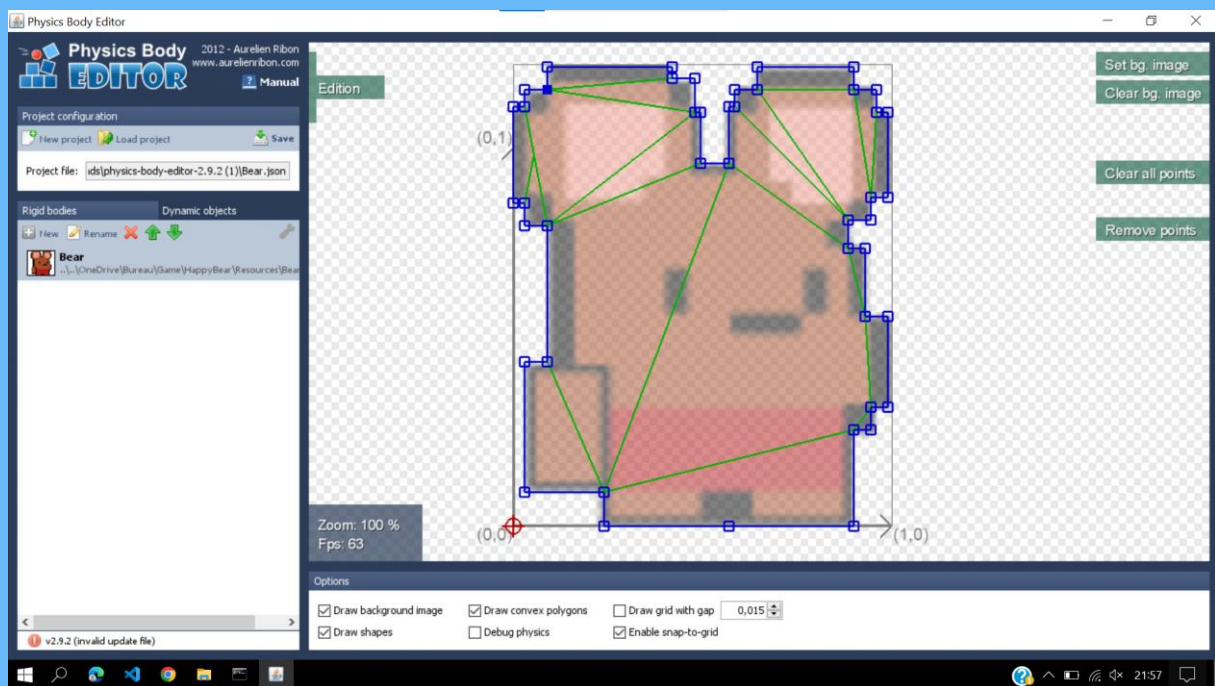 Physics Body Editor
Physics Body
EDITOR
2012 - Aurelien Ribon
www.aurelienribon.com
? Manual
Project configuration
New project Load project Save
Project file: ids\physics-body-editor-2.9.2 (1)\Bear.json
Rigid bodies Dynamic objects
New Rename
Bear
..\..\OneDrive\Bureau\Game\HappyBear\Resources\Bear
v2.9.2 (invalid update file)
Edition
(0,1)
(0,0)
(1,0)
Zoom: 100 %
Fps: 63
Set bg. image
Clear bg. image
Clear all points
Remove points
Options
Draw background image Draw convex polygons Draw grid with gap 0,015
Draw shapes Debug physics Enable snap-to-grid
21:57